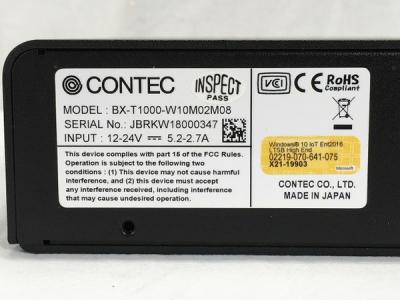 CONTEC
INSPECT
PASS
VCI
CE
RoHS
Compliant
MODEL : BX-T1000-W10M02M08
SERIAL No.: JBRKW18000347
INPUT : 12-24V ⎓ 5.2-2.7A
This device complies with part 15 of the FCC Rules.
Operation is subject to the following two
conditions : (1) This device may not cause harmful
interference, and (2) this device must accept
any interference received, including interference
that may cause undesired operation.
Windows® 10 IoT Ent2016
LTSB High End
02219-070-641-075
X21-19903
Microsoft
CONTEC CO., LTD.
MADE IN JAPAN